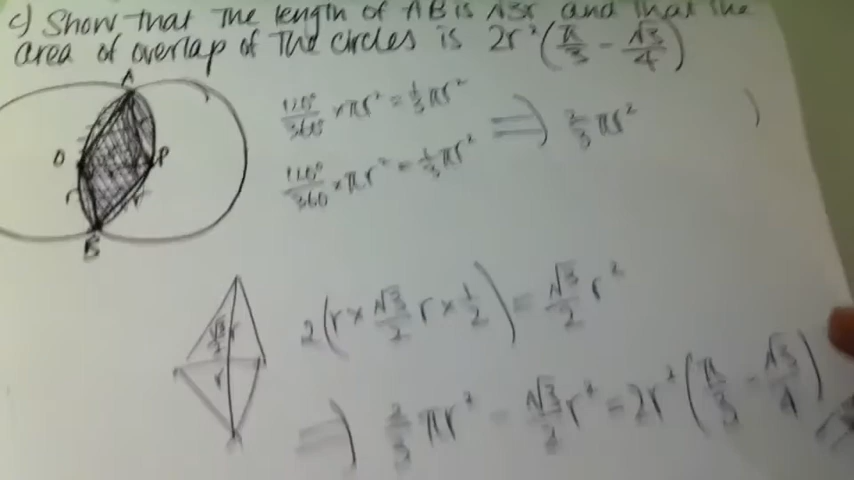 c) Show that the length of AB is √3r and that the
area of overlap of the circles is 2r²(π/3 - √3/4)
A
O
P
r
r
B
120°/360° × πr² = 1/3 πr²
⇒ 2/3 πr²
120°/360 × πr² = 1/3 πr²
√3/2 r
r
2(r × √3/2 r × 1/2) = √3/2 r²
⇒ 2/3 πr² - √3/2 r² = 2r²(π/3 - √3/4)